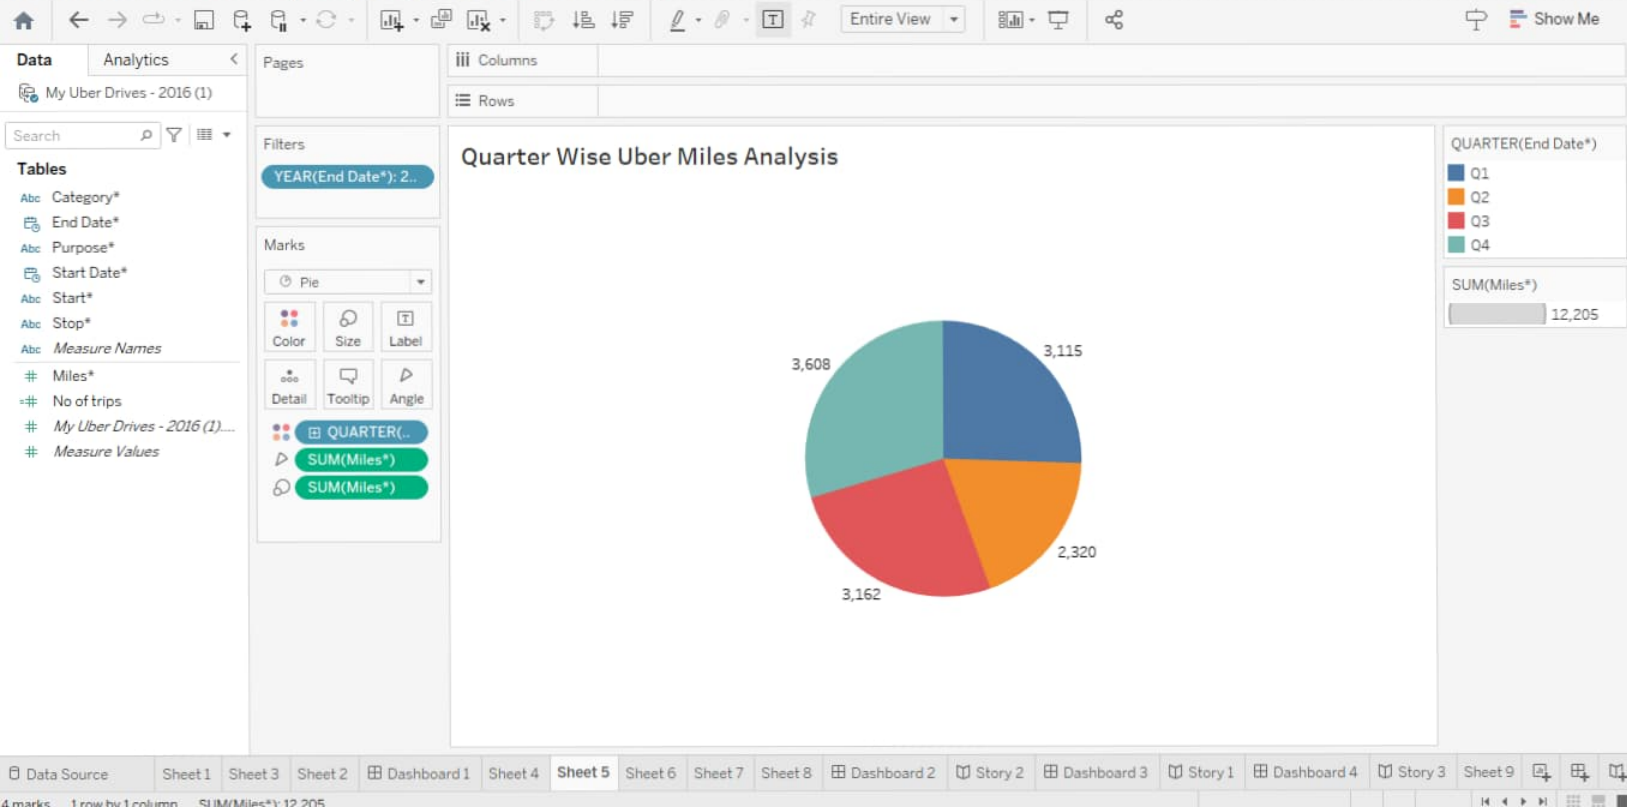 Entire View
Show Me
Data
Analytics
My Uber Drives - 2016 (1)
Search
Tables
Abc Category*
End Date*
Abc Purpose*
Start Date*
Abc Start*
Abc Stop*
Abc Measure Names
# Miles*
=# No of trips
# My Uber Drives - 2016 (1)....
# Measure Values
Pages
Filters
YEAR(End Date*): 2..
Marks
Pie
Color
Size
Label
Detail
Tooltip
Angle
QUARTER(..
SUM(Miles*)
SUM(Miles*)
Columns
Rows
Quarter Wise Uber Miles Analysis
3,608
3,115
2,320
3,162
QUARTER(End Date*)
Q1
Q2
Q3
Q4
SUM(Miles*)
12,205
Data Source
Sheet 1
Sheet 3
Sheet 2
Dashboard 1
Sheet 4
Sheet 5
Sheet 6
Sheet 7
Sheet 8
Dashboard 2
Story 2
Dashboard 3
Story 1
Dashboard 4
Story 3
Sheet 9
4 marks 1 row by 1 column SUM(Miles*): 12,205